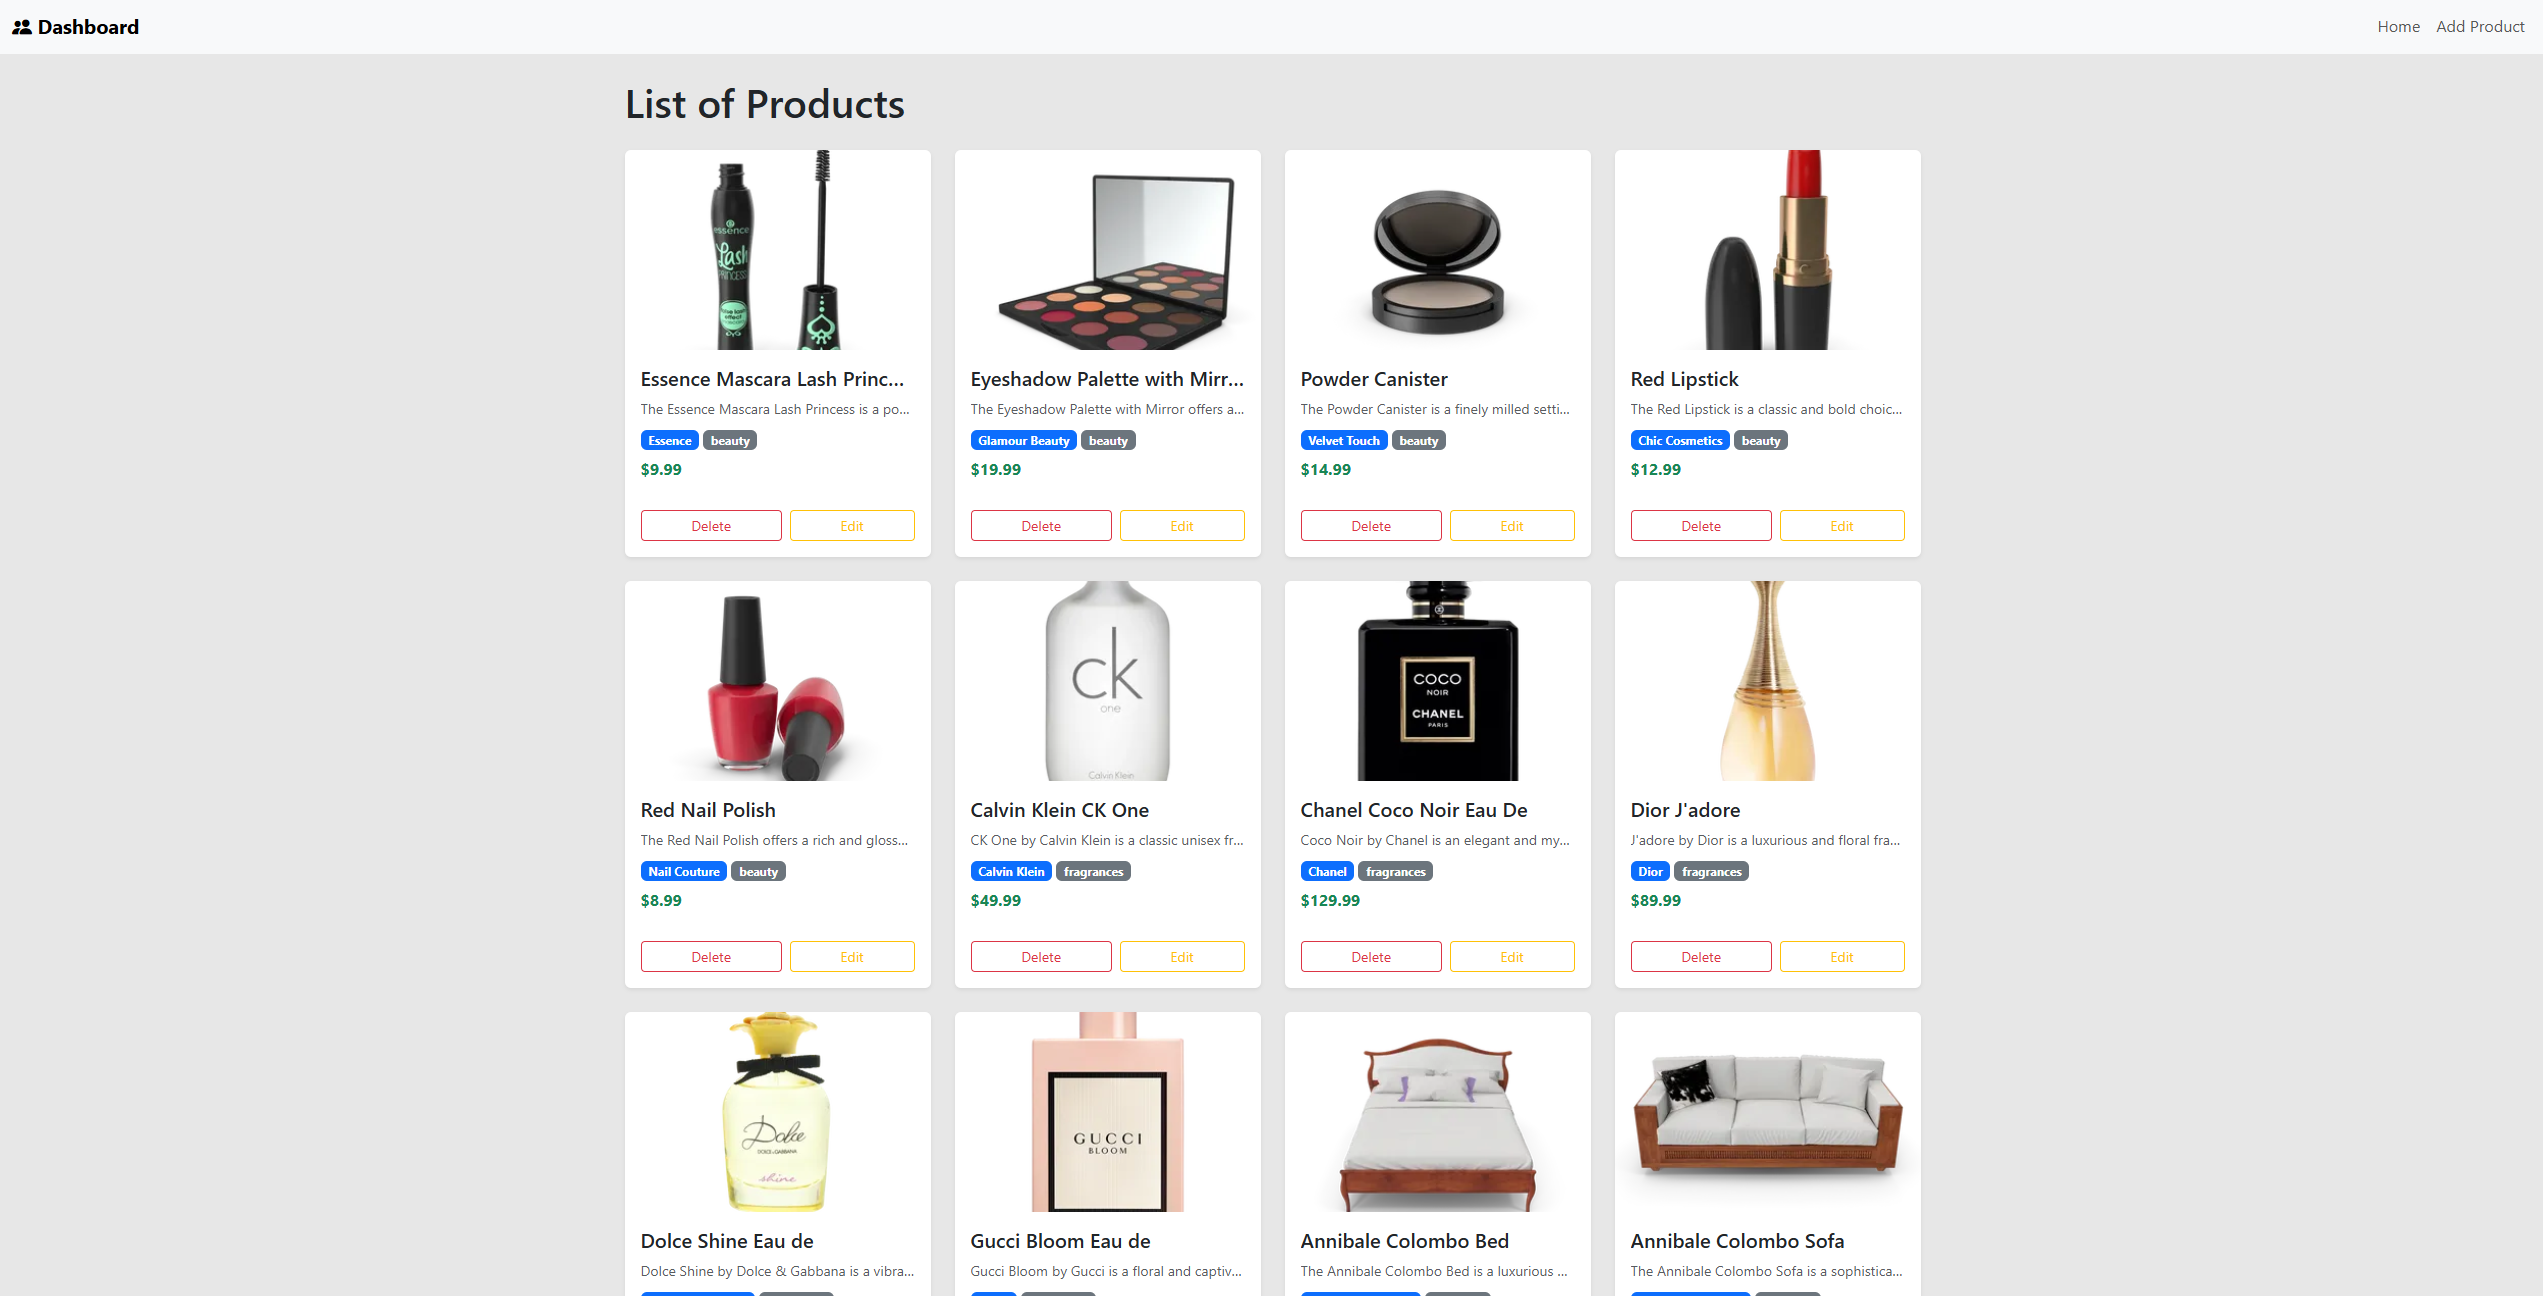 Dashboard
Home Add Product
List of Products
essence
Lash
PRINCESS
Essence Mascara Lash Princ...
The Essence Mascara Lash Princess is a po...
Essence beauty
$9.99
Delete Edit
Eyeshadow Palette with Mirr...
The Eyeshadow Palette with Mirror offers a...
Glamour Beauty beauty
$19.99
Delete Edit
Powder Canister
The Powder Canister is a finely milled setti...
Velvet Touch beauty
$14.99
Delete Edit
Red Lipstick
The Red Lipstick is a classic and bold choic...
Chic Cosmetics beauty
$12.99
Delete Edit
Red Nail Polish
The Red Nail Polish offers a rich and gloss...
Nail Couture beauty
$8.99
Delete Edit
ck
one
Calvin Klein
Calvin Klein CK One
CK One by Calvin Klein is a classic unisex fr...
Calvin Klein fragrances
$49.99
Delete Edit
COCO
NOIR
CHANEL
PARIS
Chanel Coco Noir Eau De
Coco Noir by Chanel is an elegant and my...
Chanel fragrances
$129.99
Delete Edit
Dior J'adore
J'adore by Dior is a luxurious and floral fra...
Dior fragrances
$89.99
Delete Edit
Dolce
DOLCE & GABBANA
shine
Dolce Shine Eau de
Dolce Shine by Dolce & Gabbana is a vibra...
GUCCI
BLOOM
Gucci Bloom Eau de
Gucci Bloom by Gucci is a floral and captiv...
Annibale Colombo Bed
The Annibale Colombo Bed is a luxurious ...
Annibale Colombo Sofa
The Annibale Colombo Sofa is a sophistica...